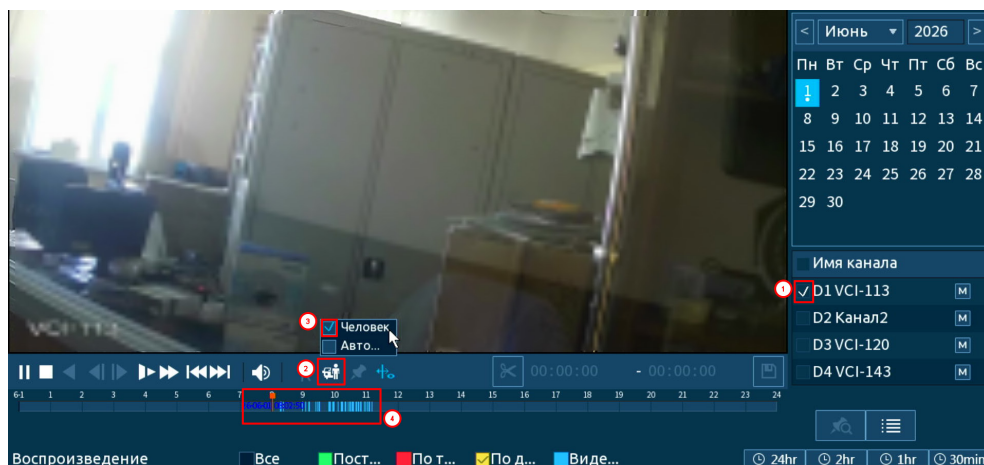 < Июнь 2026 >
Пн Вт Ср Чт Пт Сб Вс
1 2 3 4 5 6 7
8 9 10 11 12 13 14
15 16 17 18 19 20 21
22 23 24 25 26 27 28
29 30
Имя канала
1 D1 VCI-113 M
D2 Канал2 M
D3 VCI-120 M
D4 VCI-143 M
VCI-113
3 Человек
Авто...
2
00:00:00 - 00:00:00
1 2 3 4 5 6 7 8 9 10 11 12 13 14 15 16 17 18 19 20 21 22 23 24
4
Воспроизведение Все Пост... По т... По д... Виде... 24hr 2hr 1hr 30min